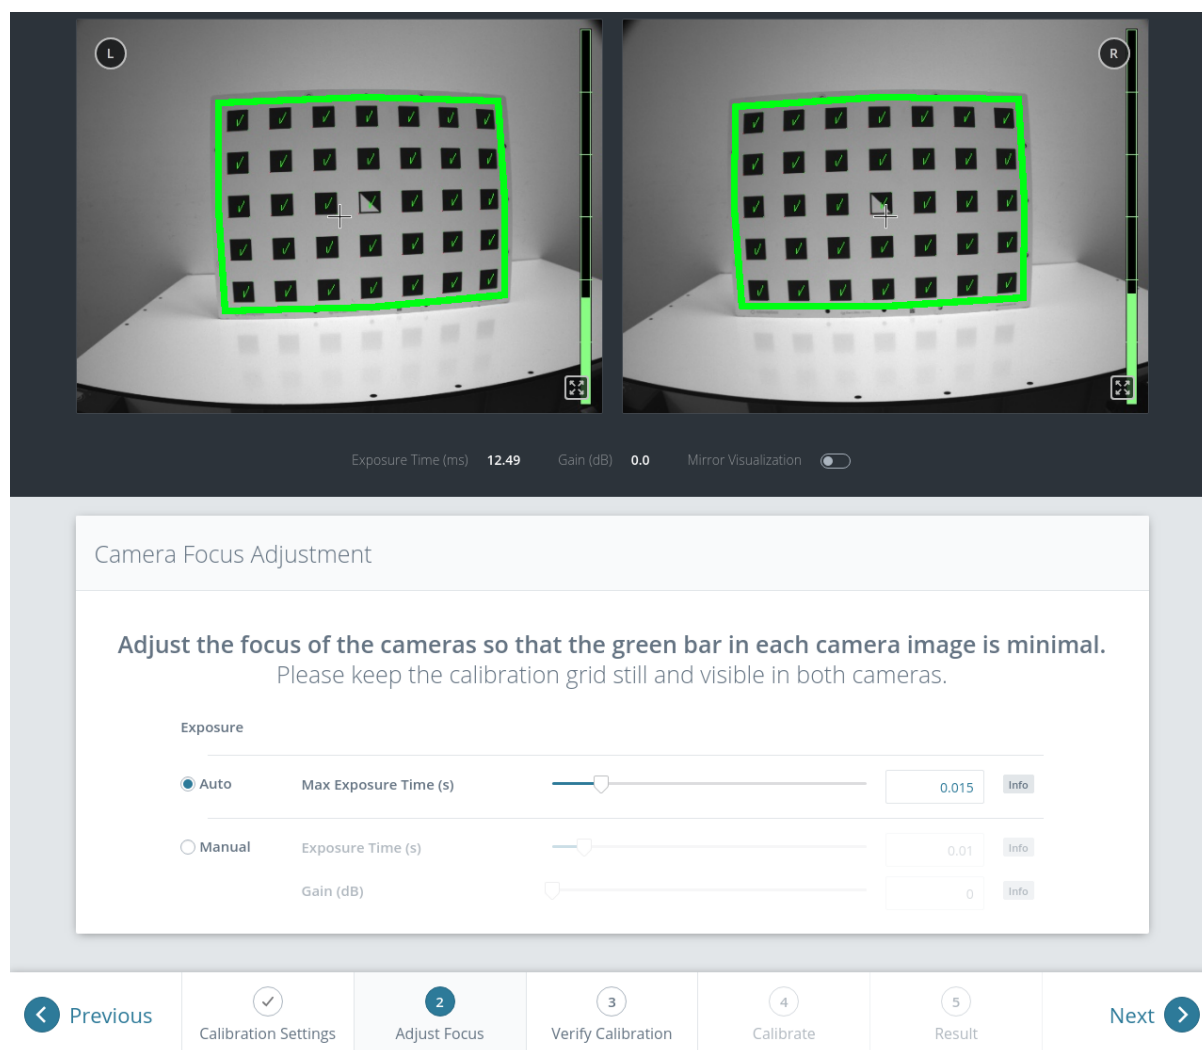 L
R
Exposure Time (ms) 12.49 Gain (dB) 0.0 Mirror Visualization
Camera Focus Adjustment
Adjust the focus of the cameras so that the green bar in each camera image is minimal.
Please keep the calibration grid still and visible in both cameras.
Exposure
Auto Max Exposure Time (s) 0.015 Info
Manual Exposure Time (s) 0.01 Info
Gain (dB) 0 Info
Previous
2 3 4 5
Calibration Settings Adjust Focus Verify Calibration Calibrate Result
Next